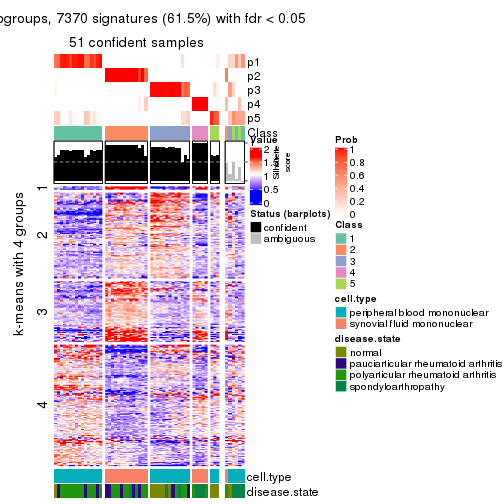 ogroups, 7370 signatures (61.5%) with fdr < 0.05
51 confident samples
p1
p2
p3
p4
p5
Class
Value
2
1.5
1
0.5
0
Silhouette
score
Status (barplots)
confident
ambiguous
k-means with 4 groups
1
2
3
4
Prob
1
0.8
0.6
0.4
0.2
0
Class
1
2
3
4
5
cell.type
peripheral blood mononuclear
synovial fluid mononuclear
disease.state
normal
pauciarticular rheumatoid arthritis
polyarticular rheumatoid arthritis
spondyloarthropathy
cell.type
disease.state